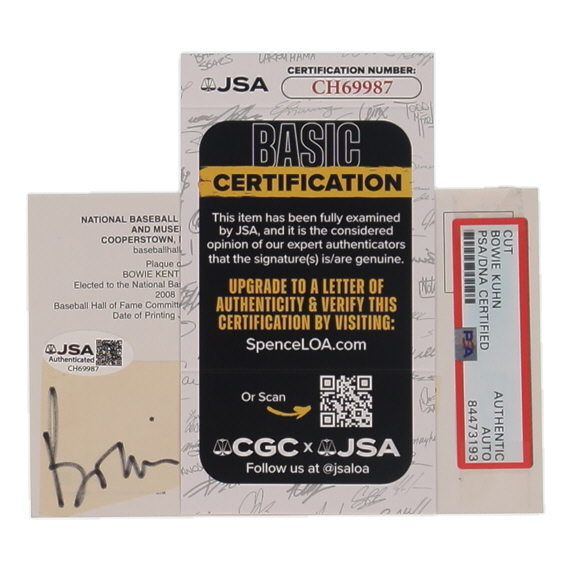 JSA
CERTIFICATION NUMBER:
CH69987
BASIC
CERTIFICATION
This item has been fully examined
by JSA, and it is the considered
opinion of our expert authenticators
that the signature(s) is/are genuine.
UPGRADE TO A LETTER OF
AUTHENTICITY & VERIFY THIS
CERTIFICATION BY VISITING:
SpenceLOA.com
Or Scan
CGC x JSA
Follow us at @jsaloa
NATIONAL BASEBALL
AND
COOPERSTOWN,
Plaque
BOWIE KENT
Elected to the National
2008
Baseball Hall of Fame
Date of Printing
JSA
Authenticated
CH69987
Bowie
CUT
BOWIE KUHN
PSA/DNA CERTIFIED
PSA
AUTHENTIC
AUTO
84473193